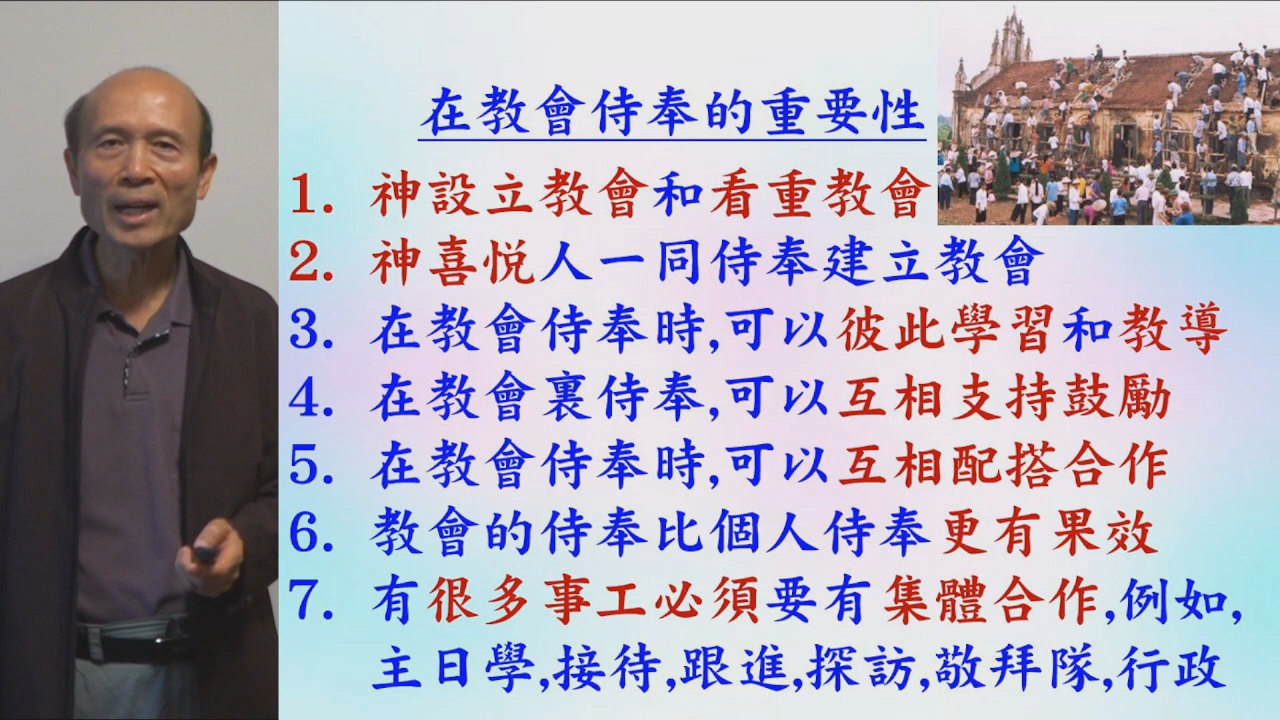 在教會侍奉的重要性
1. 神設立教會和看重教會
2. 神喜悅人一同侍奉建立教會
3. 在教會侍奉時,可以彼此學習和教導
4. 在教會裏侍奉,可以互相支持鼓勵
5. 在教會侍奉時,可以互相配搭合作
6. 教會的侍奉比個人侍奉更有果效
7. 有很多事工必須要有集體合作,例如,
主日學,接待,跟進,探訪,敬拜隊,行政